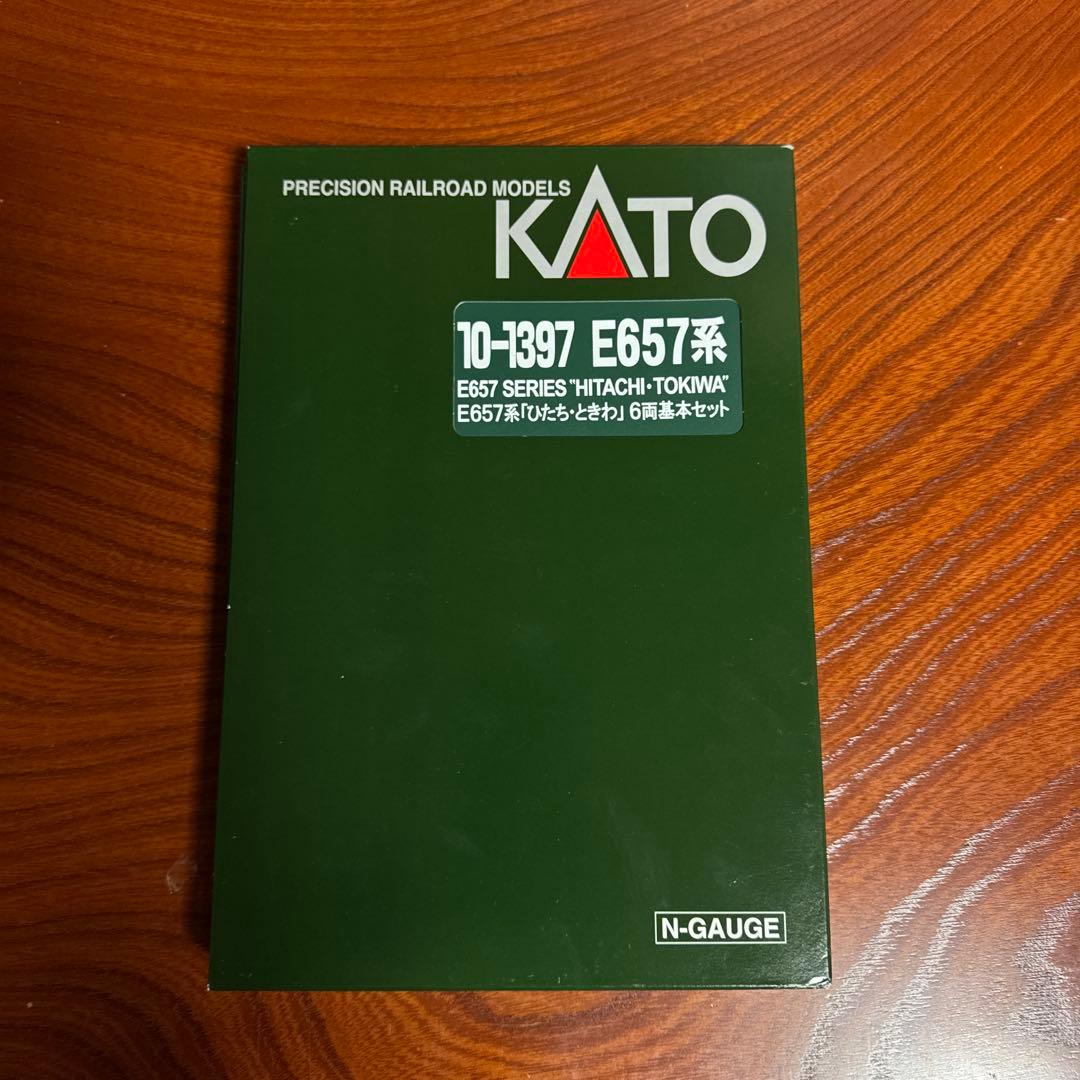 PRECISION RAILROAD MODELS
KATO
10-1397 E657系
E657 SERIES "HITACHI・TOKIWA"
E657系「ひたち・ときわ」 6両基本セット
N-GAUGE